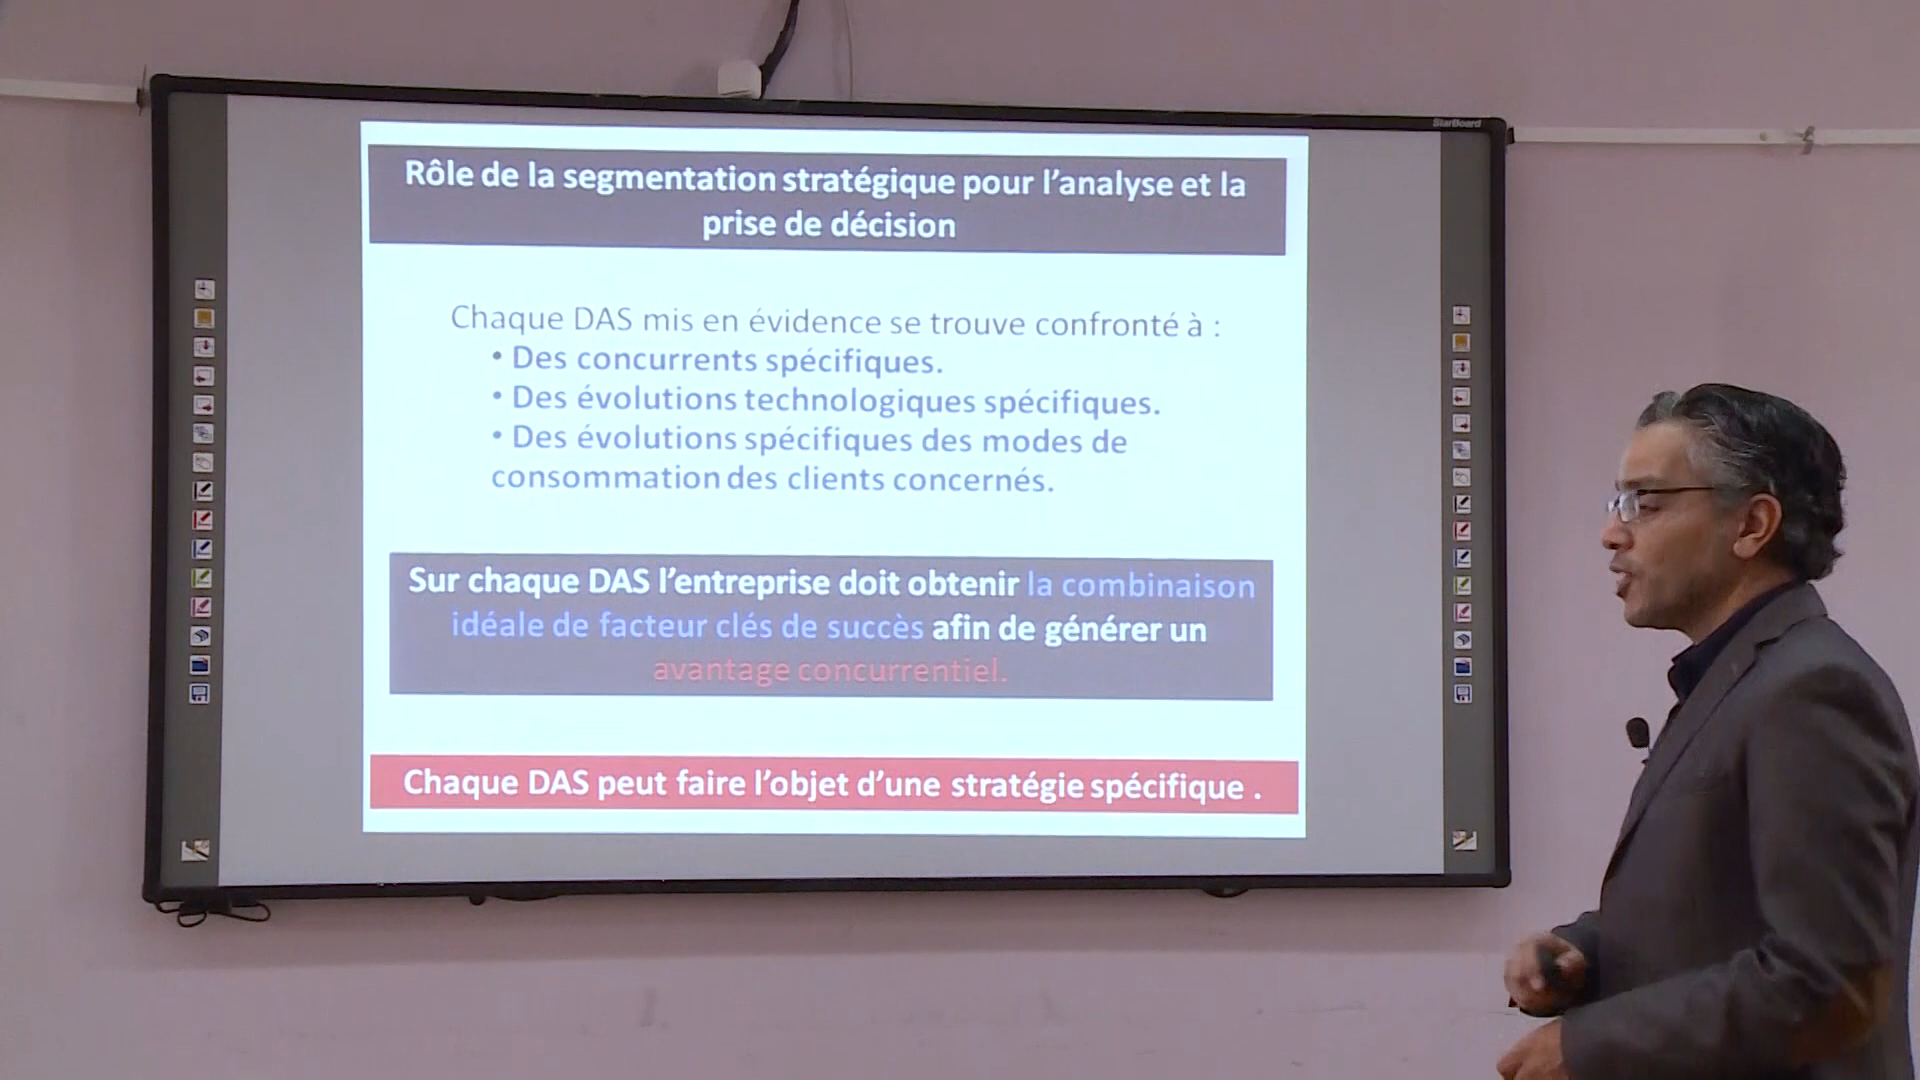 StarBoard
Rôle de la segmentation stratégique pour l’analyse et la
prise de décision
Chaque DAS mis en évidence se trouve confronté à :
• Des concurrents spécifiques.
• Des évolutions technologiques spécifiques.
• Des évolutions spécifiques des modes de
consommation des clients concernés.
Sur chaque DAS l’entreprise doit obtenir la combinaison
idéale de facteur clés de succès afin de générer un
avantage concurrentiel.
Chaque DAS peut faire l’objet d’une stratégie spécifique .